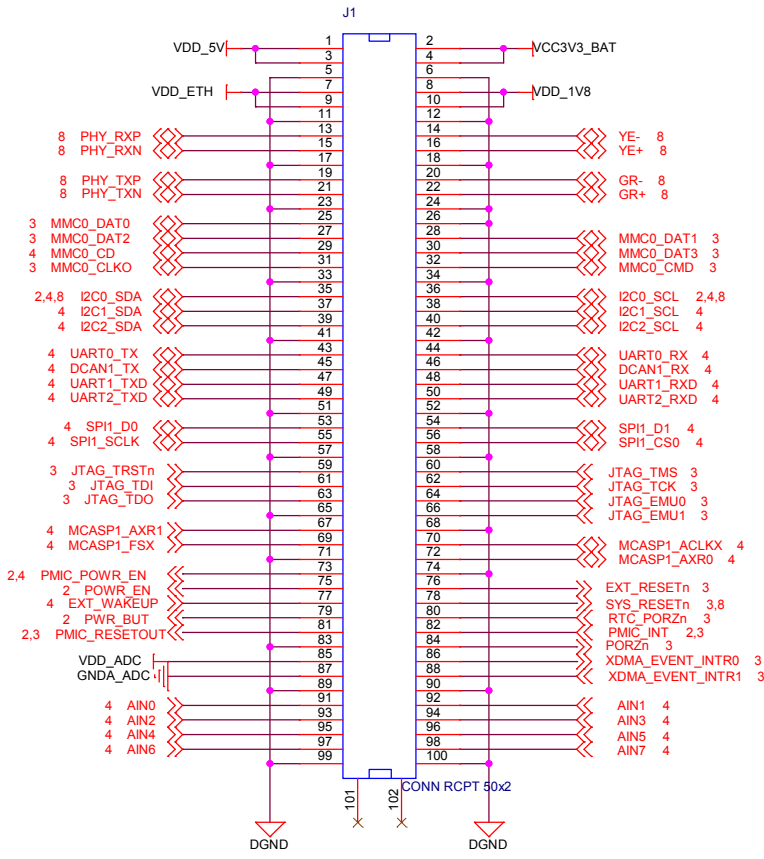 J1
VDD_5V 1 2 VCC3V3_BAT
3 4
5 6
VDD_ETH 7 8 VDD_1V8
9 10
11 12
8 PHY_RXP 13 14 YE- 8
8 PHY_RXN 15 16 YE+ 8
17 18
8 PHY_TXP 19 20 GR- 8
8 PHY_TXN 21 22 GR+ 8
23 24
3 MMC0_DAT0 25 26
3 MMC0_DAT2 27 28 MMC0_DAT1 3
4 MMC0_CD 29 30 MMC0_DAT3 3
3 MMC0_CLKO 31 32 MMC0_CMD 3
33 34
2,4,8 I2C0_SDA 35 36 I2C0_SCL 2,4,8
4 I2C1_SDA 37 38 I2C1_SCL 4
4 I2C2_SDA 39 40 I2C2_SCL 4
41 42
4 UART0_TX 43 44 UART0_RX 4
4 DCAN1_TX 45 46 DCAN1_RX 4
4 UART1_TXD 47 48 UART1_RXD 4
4 UART2_TXD 49 50 UART2_RXD 4
51 52
4 SPI1_D0 53 54 SPI1_D1 4
4 SPI1_SCLK 55 56 SPI1_CS0 4
57 58
3 JTAG_TRSTn 59 60 JTAG_TMS 3
3 JTAG_TDI 61 62 JTAG_TCK 3
3 JTAG_TDO 63 64 JTAG_EMU0 3
65 66 JTAG_EMU1 3
4 MCASP1_AXR1 67 68
4 MCASP1_FSX 69 70 MCASP1_ACLKX 4
71 72 MCASP1_AXR0 4
2,4 PMIC_POWR_EN 73 74
2 POWR_EN 75 76 EXT_RESETn 3
4 EXT_WAKEUP 77 78 SYS_RESETn 3,8
2 PWR_BUT 79 80 RTC_PORZn 3
2,3 PMIC_RESETOUT 81 82 PMIC_INT 2,3
83 84 PORZn 3
VDD_ADC 85 86 XDMA_EVENT_INTR0 3
GNDA_ADC 87 88 XDMA_EVENT_INTR1 3
89 90
4 AIN0 91 92 AIN1 4
4 AIN2 93 94 AIN3 4
4 AIN4 95 96 AIN5 4
4 AIN6 97 98 AIN7 4
99 100
CONN RCPT 50x2
101 102
DGND DGND